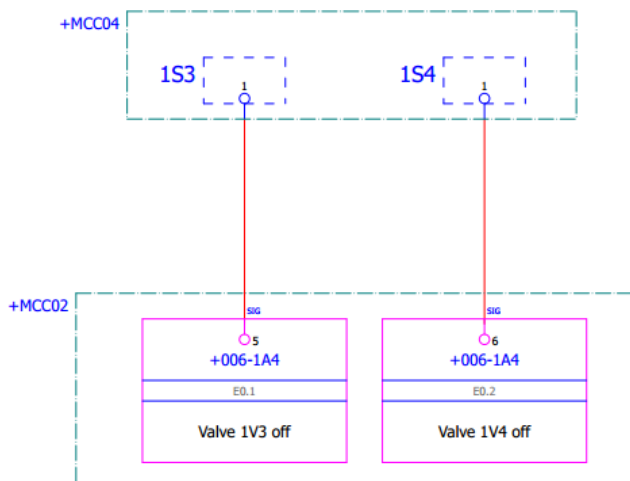 +MCC04
1S3
1
1S4
1
+MCC02
SIG
5
+006-1A4
E0.1
Valve 1V3 off
SIG
6
+006-1A4
E0.2
Valve 1V4 off